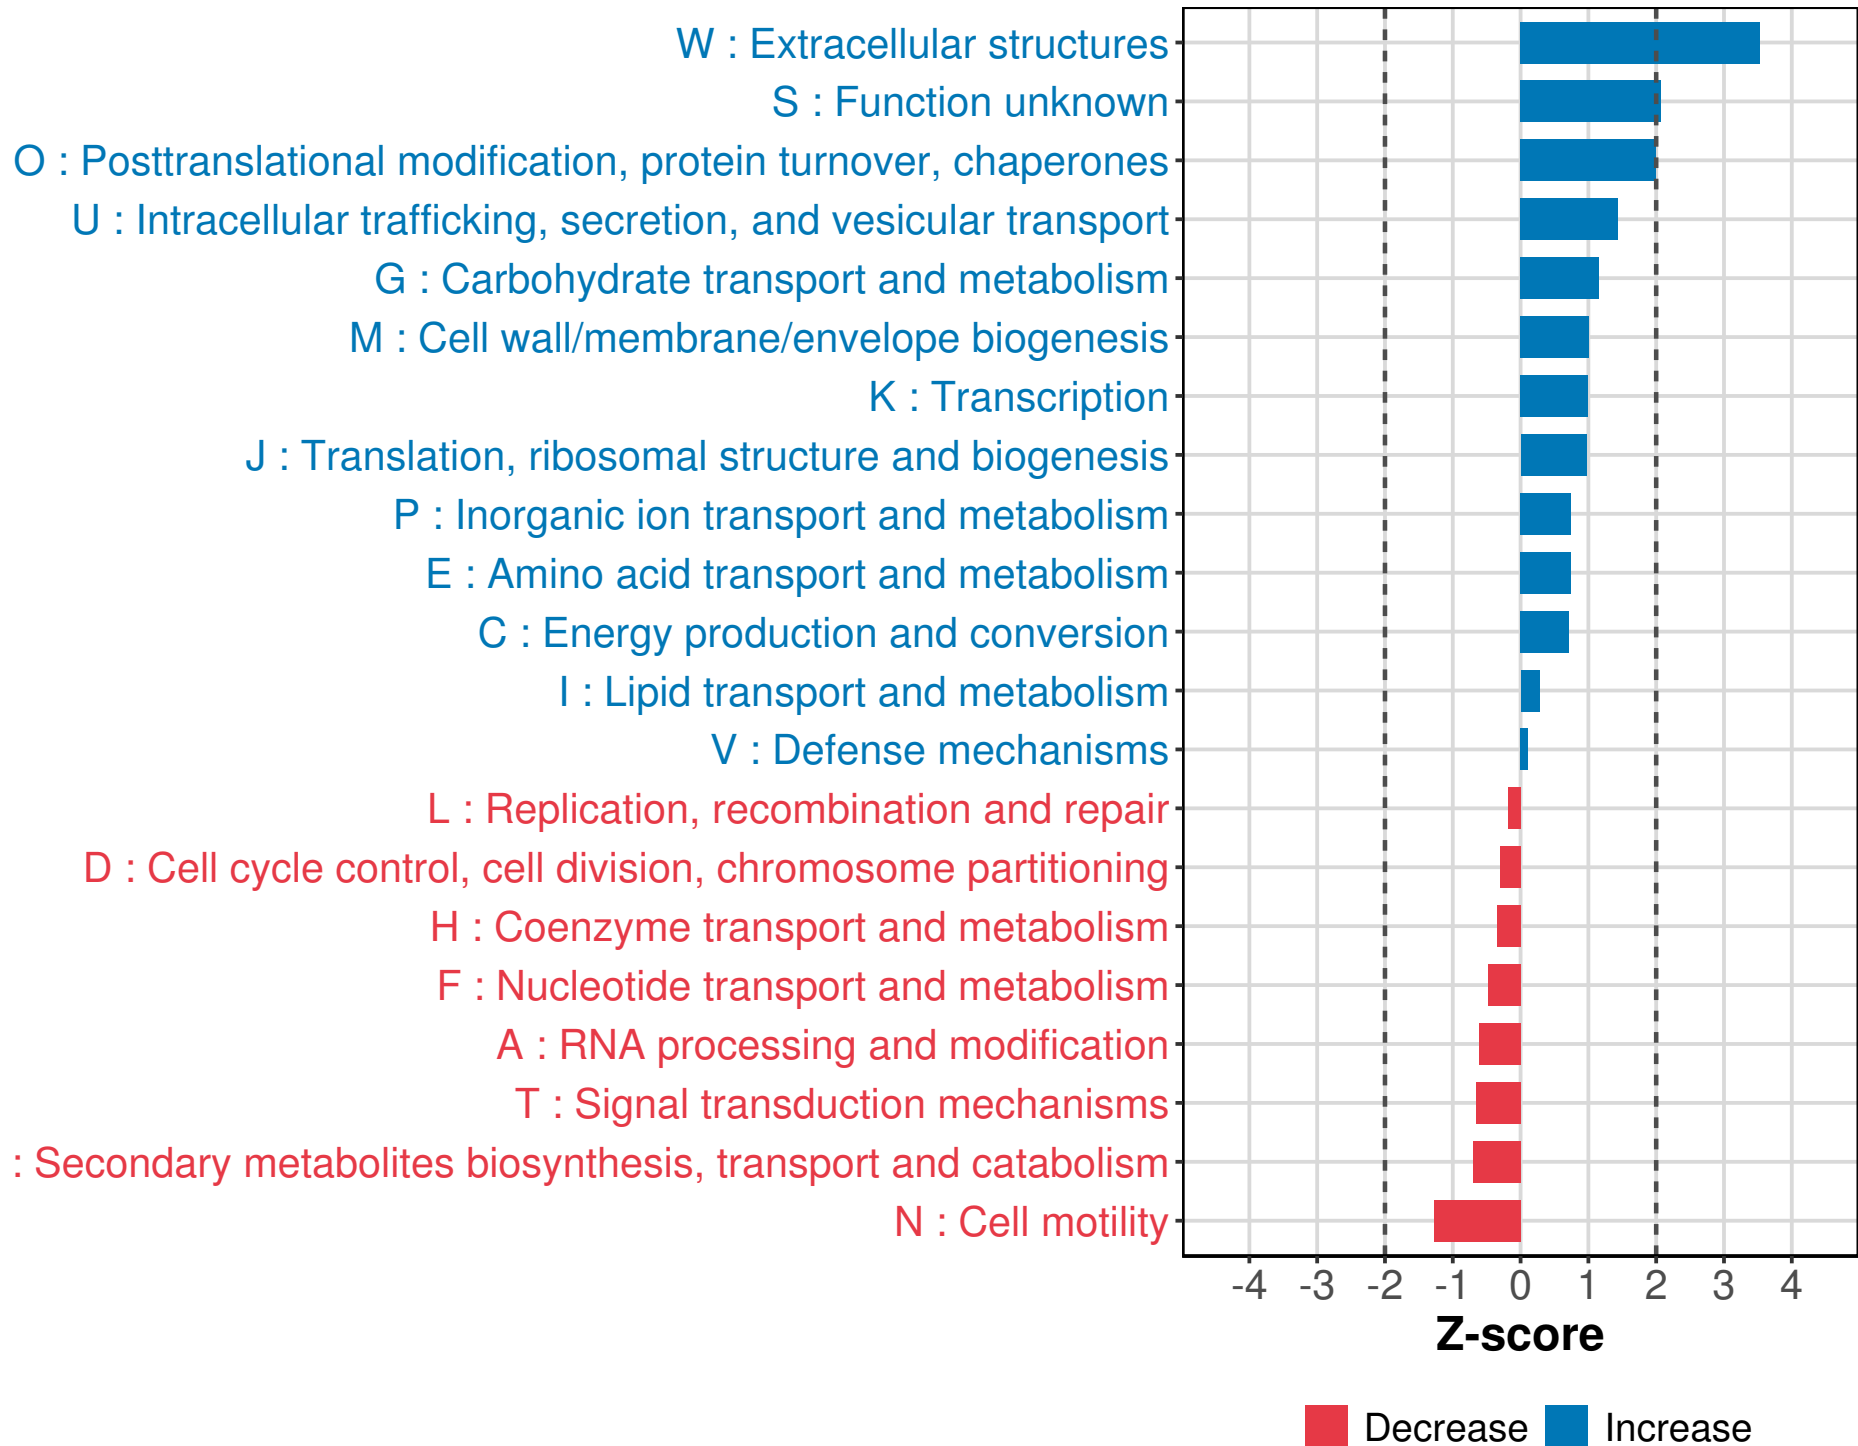 W : Extracellular structures
S : Function unknown
O : Posttranslational modification, protein turnover, chaperones
U : Intracellular trafficking, secretion, and vesicular transport
G : Carbohydrate transport and metabolism
M : Cell wall/membrane/envelope biogenesis
K : Transcription
J : Translation, ribosomal structure and biogenesis
P : Inorganic ion transport and metabolism
E : Amino acid transport and metabolism
C : Energy production and conversion
I : Lipid transport and metabolism
V : Defense mechanisms
L : Replication, recombination and repair
D : Cell cycle control, cell division, chromosome partitioning
H : Coenzyme transport and metabolism
F : Nucleotide transport and metabolism
A : RNA processing and modification
T : Signal transduction mechanisms
: Secondary metabolites biosynthesis, transport and catabolism
N : Cell motility
-4 -3 -2 -1 0 1 2 3 4
Z-score
Decrease Increase